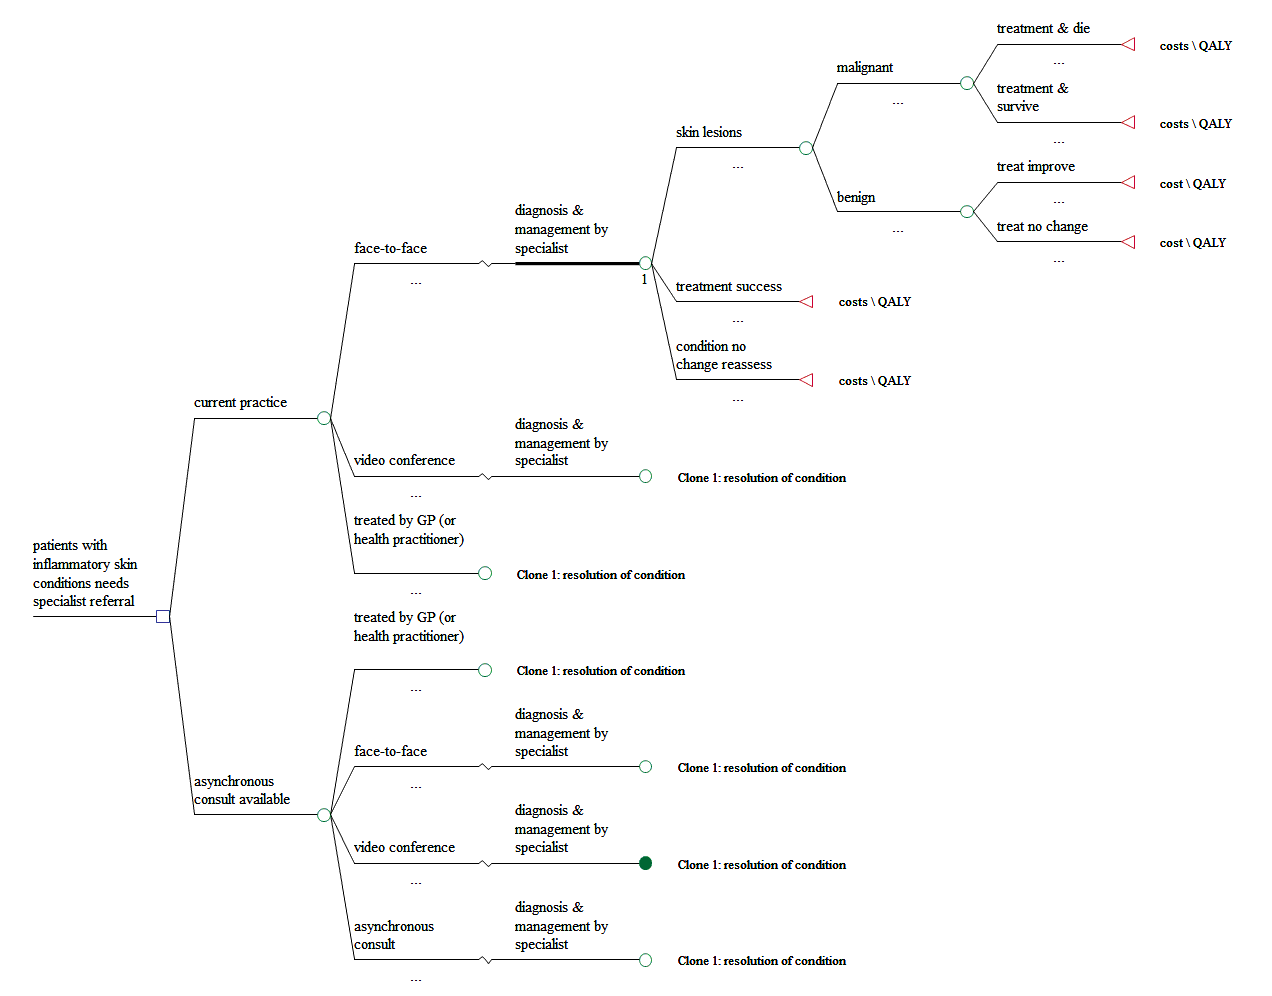 treatment & die
costs \ QALY
...
malignant
...
treatment &
survive
costs \ QALY
...
skin lesions
...
treat improve
cost \ QALY
...
benign
...
treat no change
cost \ QALY
...
diagnosis &
management by
specialist
1
face-to-face
...
treatment success
costs \ QALY
...
condition no
change reassess
costs \ QALY
...
current practice
diagnosis &
management by
specialist
video conference
...
Clone 1: resolution of condition
treated by GP (or
health practitioner)
...
Clone 1: resolution of condition
patients with
inflammatory skin
conditions needs
specialist referral
treated by GP (or
health practitioner)
...
Clone 1: resolution of condition
diagnosis &
management by
specialist
face-to-face
...
Clone 1: resolution of condition
asynchronous
consult available
diagnosis &
management by
specialist
video conference
...
Clone 1: resolution of condition
diagnosis &
management by
specialist
asynchronous
consult
...
Clone 1: resolution of condition